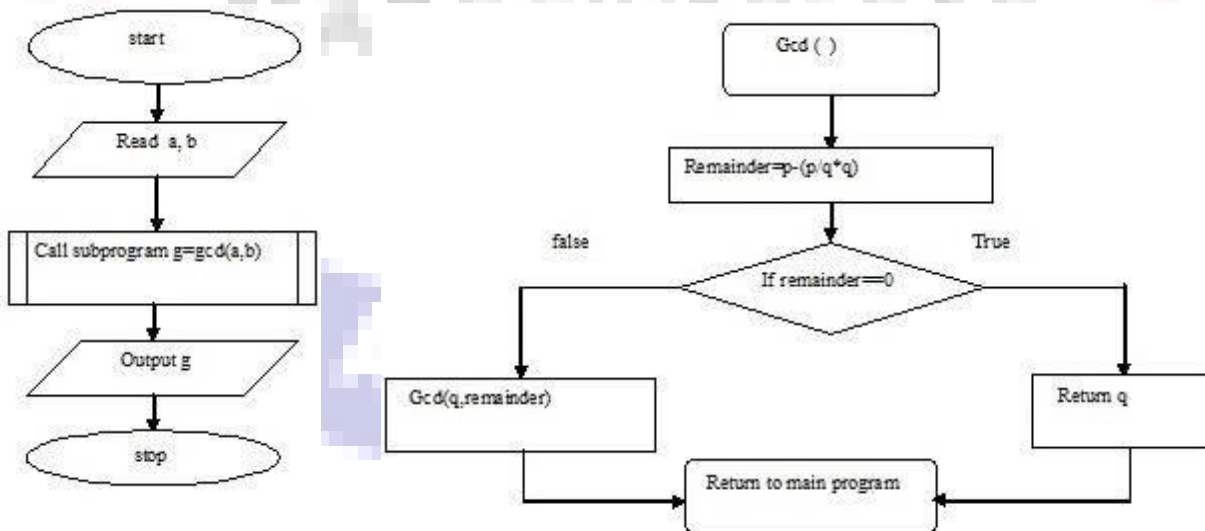 start
Read a, b
Call subprogram g=gcd(a,b)
Output g
stop
Gcd ( )
Remainder=p-(p/q*q)
false
True
If remainder==0
Gcd(q,remainder)
Return q
Return to main program